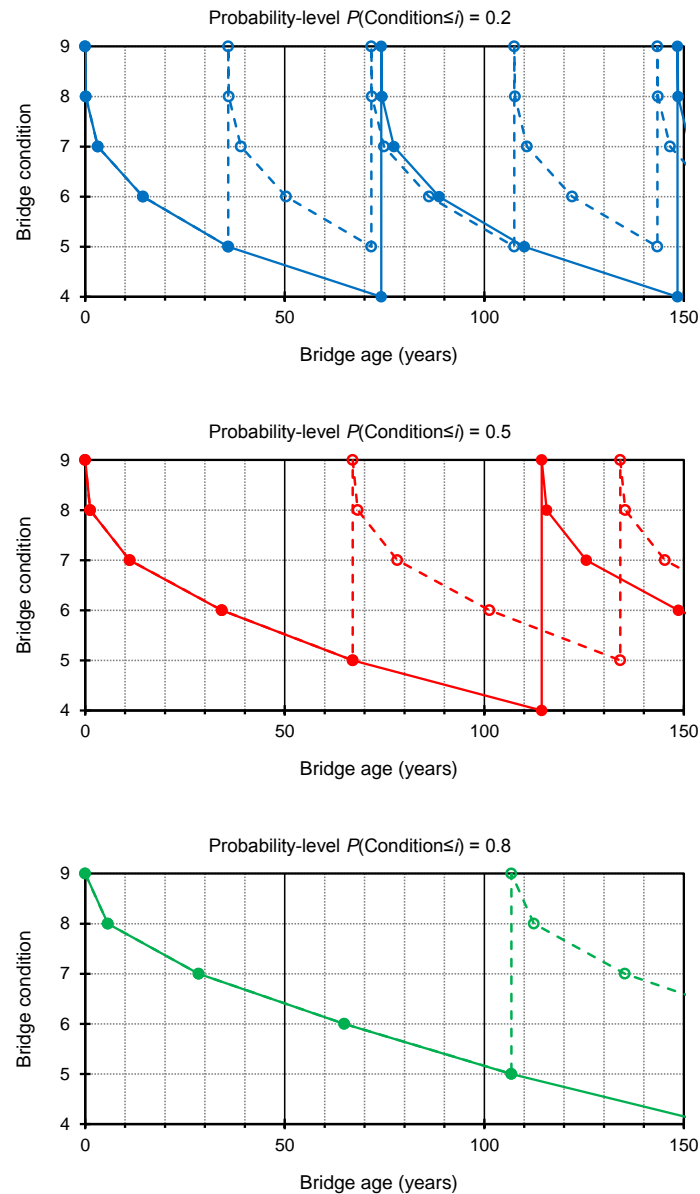 Probability-level P(Condition≤i) = 0.2
9
8
7
6
5
4
Bridge condition
0 50 100 150
Bridge age (years)
Probability-level P(Condition≤i) = 0.5
9
8
7
6
5
4
Bridge condition
0 50 100 150
Bridge age (years)
Probability-level P(Condition≤i) = 0.8
9
8
7
6
5
4
Bridge condition
0 50 100 150
Bridge age (years)